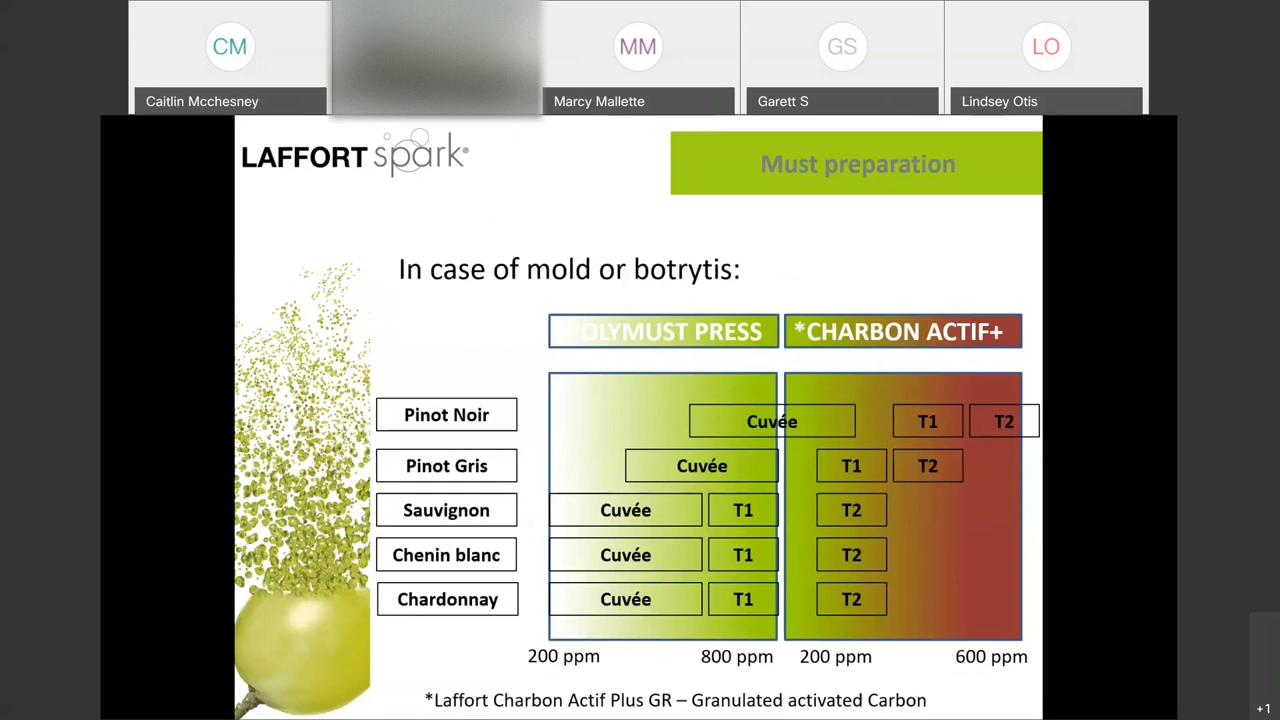 CM
MM
GS
LO
Caitlin Mcchesney
Marcy Mallette
Garett S
Lindsey Otis
LAFFORT spark®
Must preparation
In case of mold or botrytis:
POLYMUST PRESS
*CHARBON ACTIF+
Pinot Noir
Cuvée
T1
T2
Pinot Gris
Cuvée
T1
T2
Sauvignon
Cuvée
T1
T2
Chenin blanc
Cuvée
T1
T2
Chardonnay
Cuvée
T1
T2
200 ppm
800 ppm
200 ppm
600 ppm
*Laffort Charbon Actif Plus GR – Granulated activated Carbon
+1